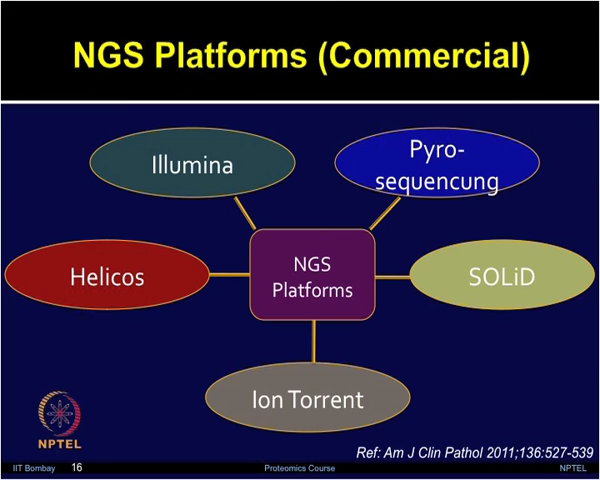 NGS Platforms (Commercial)
Illumina
Pyro-
sequencung
Helicos
NGS
Platforms
SOLiD
Ion Torrent
NPTEL
Ref: Am J Clin Pathol 2011;136:527-539
IIT Bombay 16 Proteomics Course NPTEL